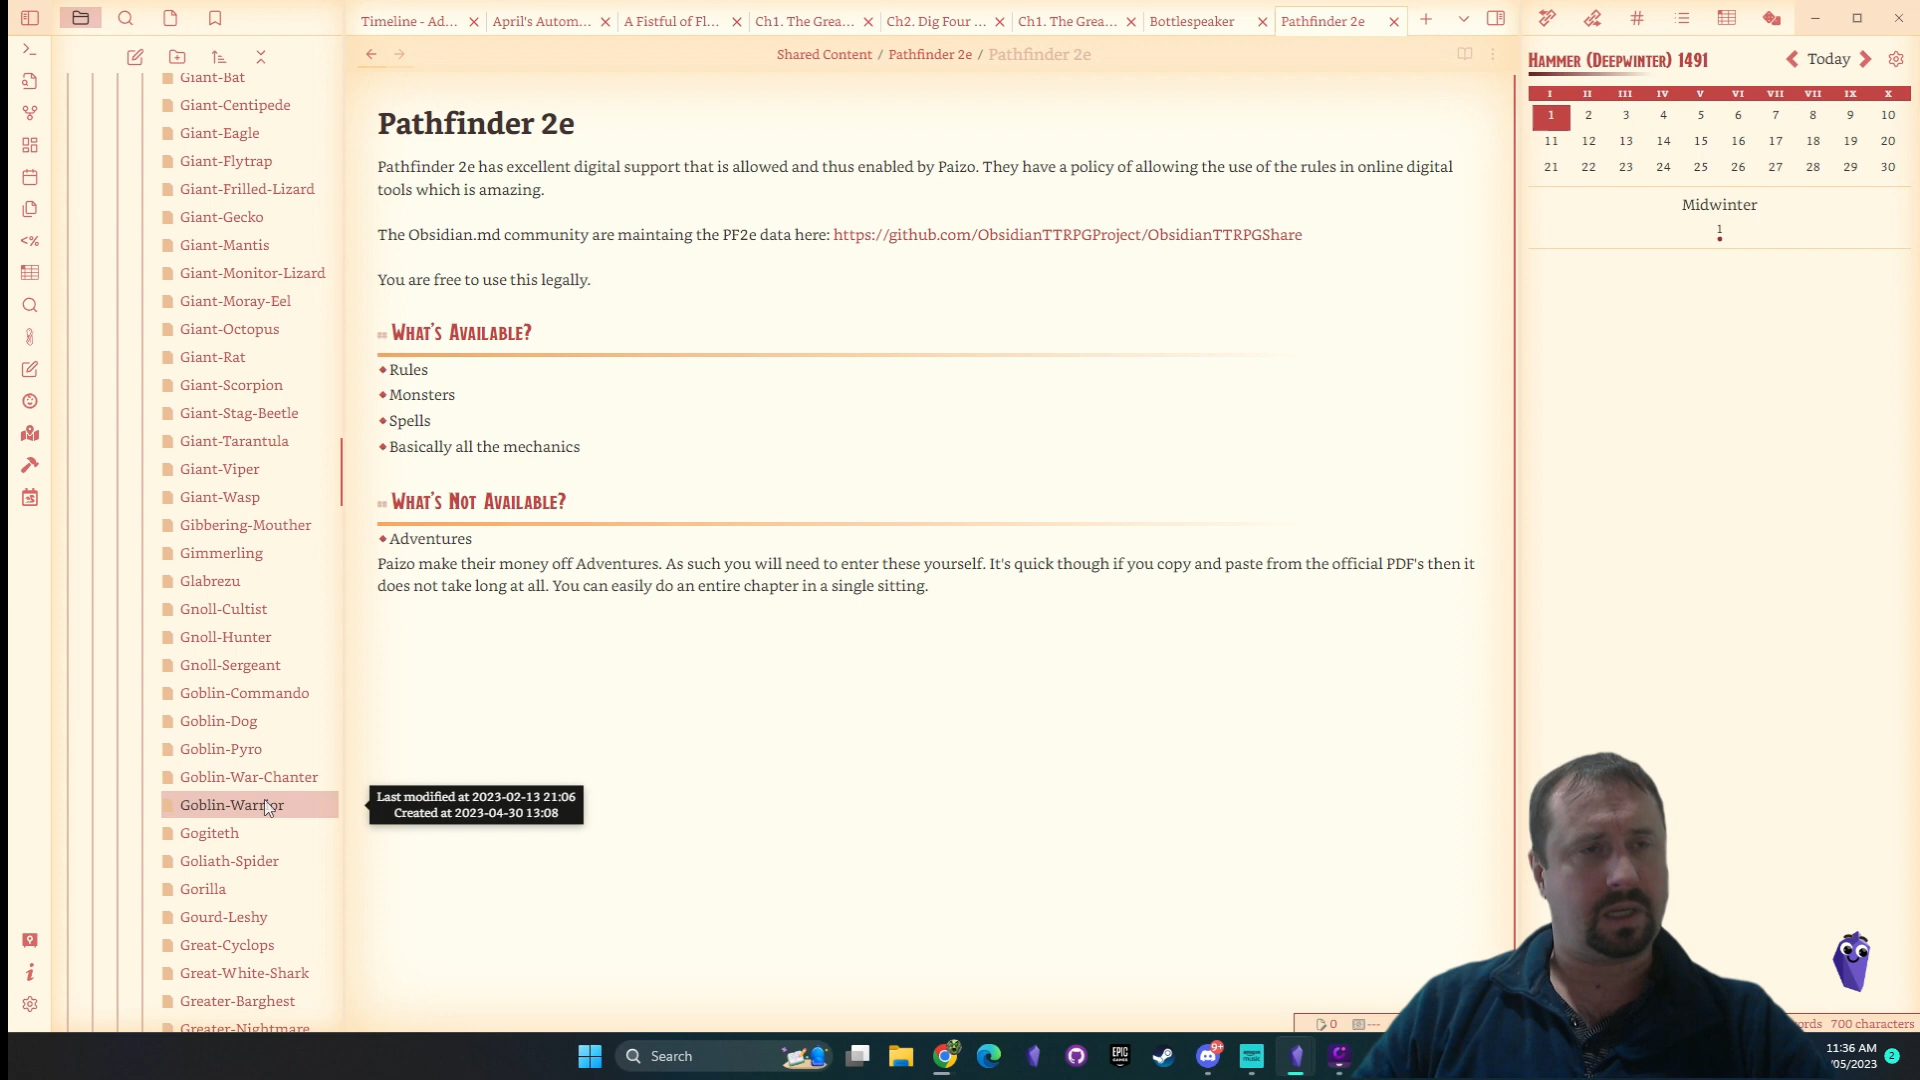 Timeline - Ad...
April's Autom...
A Fistful of Fl...
Ch1. The Grea...
Ch2. Dig Four ...
Ch1. The Grea...
Bottlespeaker
Pathfinder 2e
Shared Content / Pathfinder 2e / Pathfinder 2e
Giant-Bat
Giant-Centipede
Giant-Eagle
Giant-Flytrap
Giant-Frilled-Lizard
Giant-Gecko
Giant-Mantis
Giant-Monitor-Lizard
Giant-Moray-Eel
Giant-Octopus
Giant-Rat
Giant-Scorpion
Giant-Stag-Beetle
Giant-Tarantula
Giant-Viper
Giant-Wasp
Gibbering-Mouther
Gimmerling
Glabrezu
Gnoll-Cultist
Gnoll-Hunter
Gnoll-Sergeant
Goblin-Commando
Goblin-Dog
Goblin-Pyro
Goblin-War-Chanter
Goblin-Warrior
Gogiteth
Goliath-Spider
Gorilla
Gourd-Leshy
Great-Cyclops
Great-White-Shark
Greater-Barghest
Greater-Nightmare
Last modified at 2023-02-13 21:06
Created at 2023-04-30 13:08
Pathfinder 2e
Pathfinder 2e has excellent digital support that is allowed and thus enabled by Paizo. They have a policy of allowing the use of the rules in online digital
tools which is amazing.
The Obsidian.md community are maintaing the PF2e data here: https://github.com/ObsidianTTRPGProject/ObsidianTTRPGShare
You are free to use this legally.
What's Available?
Rules
Monsters
Spells
Basically all the mechanics
What's Not Available?
Adventures
Paizo make their money off Adventures. As such you will need to enter these yourself. It's quick though if you copy and paste from the official PDF's then it
does not take long at all. You can easily do an entire chapter in a single sitting.
Hammer (Deepwinter) 1491
Today
I II III IV V VI VII VII IX X
1 2 3 4 5 6 7 8 9 10
11 12 13 14 15 16 17 18 19 20
21 22 23 24 25 26 27 28 29 30
Midwinter
1
0 ---
700 characters
Search
EPIC
GAMES
music
9+
11:36 AM
/05/2023
2